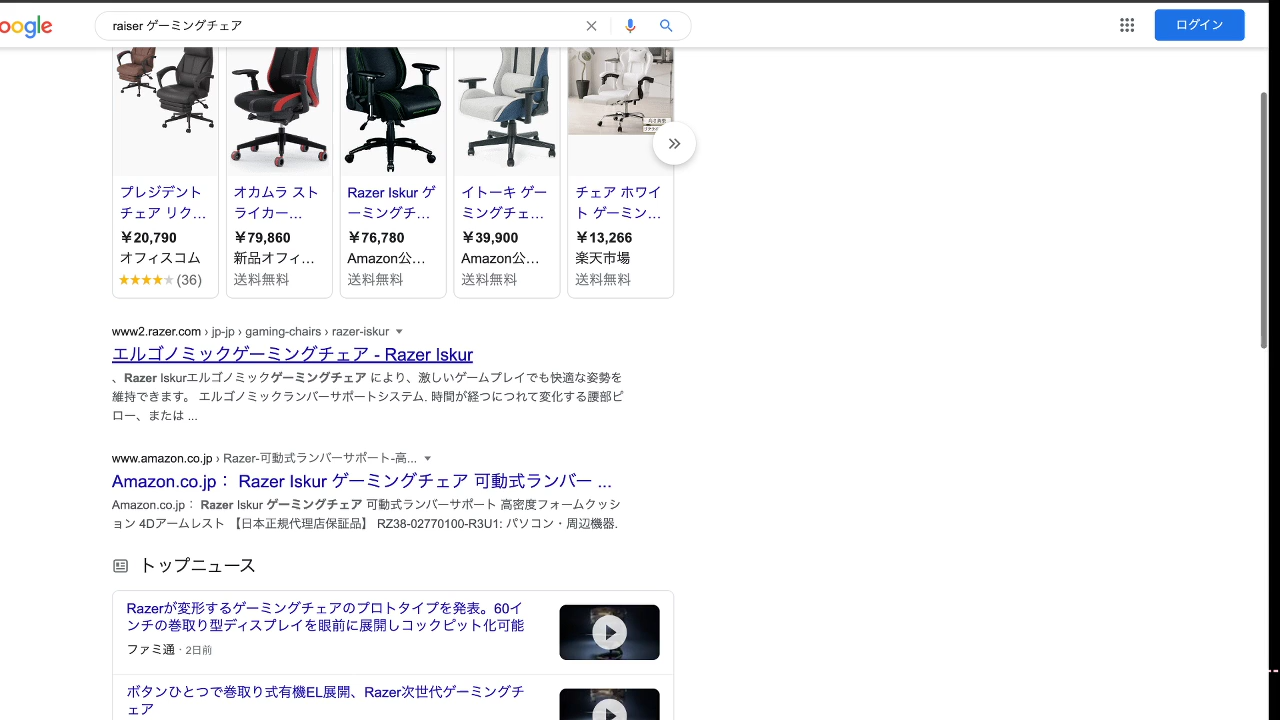 oogle
raiser ゲーミングチェア
ログイン
プレジデント
チェア リク...
￥20,790
オフィスコム
(36)
オカムラ スト
ライカー...
￥79,860
新品オフィ...
送料無料
Razer Iskur ゲ
ーミングチ...
￥76,780
Amazon公...
送料無料
イトーキ ゲー
ミングチェ...
￥39,900
Amazon公...
送料無料
チェア ホワイ
ト ゲーミン...
￥13,266
楽天市場
送料無料
www2.razer.com › jp-jp › gaming-chairs › razer-iskur
エルゴノミックゲーミングチェア - Razer Iskur
、Razer Iskurエルゴノミックゲーミングチェア により、激しいゲームプレイでも快適な姿勢を
維持できます。 エルゴノミックランバーサポートシステム. 時間が経つにつれて変化する腰部ピ
ロー、または ...
www.amazon.co.jp › Razer-可動式ランバーサポート-高...
Amazon.co.jp： Razer Iskur ゲーミングチェア 可動式ランバー ...
Amazon.co.jp： Razer Iskur ゲーミングチェア 可動式ランバーサポート 高密度フォームクッシ
ョン 4Dアームレスト 【日本正規代理店保証品】 RZ38-02770100-R3U1: パソコン・周辺機器.
トップニュース
Razerが変形するゲーミングチェアのプロトタイプを発表。60イ
ンチの巻取り型ディスプレイを眼前に展開しコックピット化可能
ファミ通 · 2日前
ボタンひとつで巻取り式有機EL展開、Razer次世代ゲーミングチ
ェア